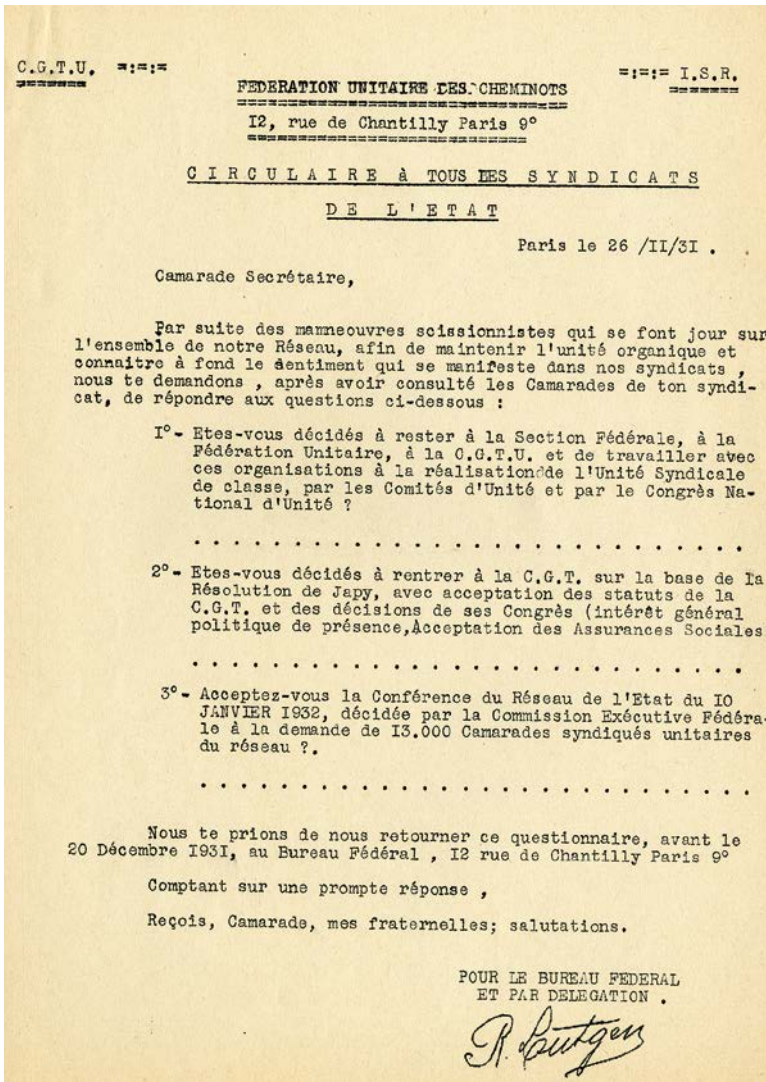 C.G.T.U. =:=:= =:=:= I.S.R.
FEDERATION UNITAIRE DES CHEMINOTS
I2, rue de Chantilly Paris 9°
CIRCULAIRE à TOUS LES SYNDICATS
DE L'ETAT
Paris le 26 /II/3I .
Camarade Secrétaire,
Par suite des mamneouvres scissionnistes qui se font jour sur
l'ensemble de notre Réseau, afin de maintenir l'unité organique et
connaitre à fond le sentiment qui se manifeste dans nos syndicats ,
nous te demandons , après avoir consulté les Camarades de ton syndi-
cat, de répondre aux questions ci-dessous :
I°- Etes-vous décidés à rester à la Section Fédérale, à la
Fédération Unitaire, à la C.G.T.U. et de travailler avec
ces organisations à la réalisation de l'Unité Syndicale
de classe, par les Comités d'Unité et par le Congrès Na-
tional d'Unité ?
. . . . . . . . . . . . . . . . . . . . . . . . . . . .
2°- Etes-vous décidés à rentrer à la C.G.T. sur la base de la
Résolution de Japy, avec acceptation des statuts de la
C.G.T. et des décisions de ses Congrès (intérêt général
politique de présence,Acceptation des Assurances Sociales
. . . . . . . . . . . . . . . . . . . . . . . . . . . .
3°- Acceptez-vous la Conférence du Réseau de l'Etat du IO
JANVIER I932, décidée par la Commission Exécutive Fédéra-
le à la demande de I3.000 Camarades syndiqués unitaires
du réseau ?.
. . . . . . . . . . . . . . . . . . . . . . . . . . . .
Nous te prions de nous retourner ce questionnaire, avant le
20 Décembre I93I, au Bureau Fédéral , I2 rue de Chantilly Paris 9°
Comptant sur une prompte réponse ,
Reçois, Camarade, mes fraternelles; salutations.
POUR LE BUREAU FEDERAL
ET PAR DELEGATION .
R. Lutgen